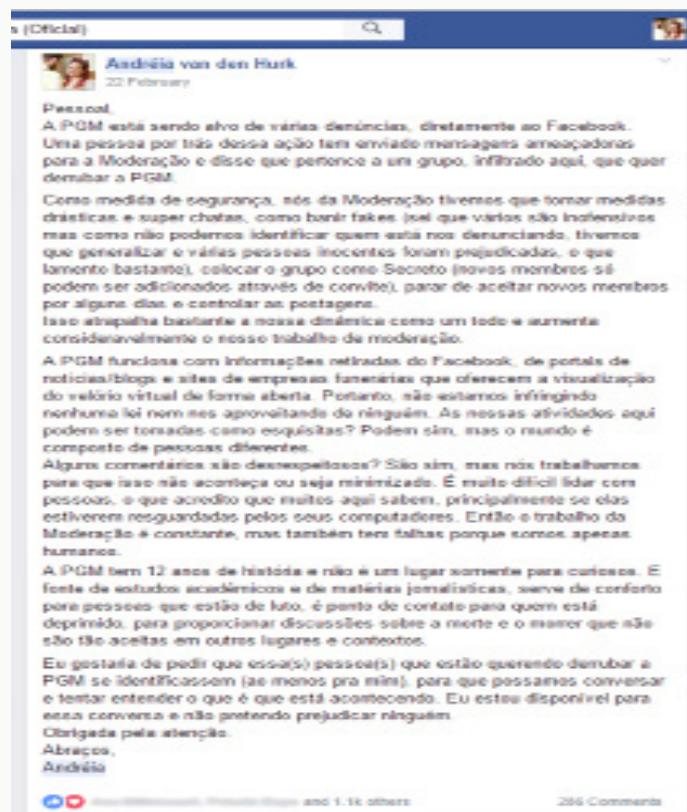 s (Oficial)
Andréia van den Hurk
22 February
Pessoal,
A PGM está sendo alvo de várias denúncias, diretamente ao Facebook.
Uma pessoa por trás dessa ação tem enviado mensagens ameaçadoras
para a Moderação e disse que pertence a um grupo, infiltrado aqui, que quer
derrubar a PGM.
Como medida de segurança, nós da Moderação tivemos que tomar medidas
drásticas e super chatas, como banir fakes (sei que vários são inofensivos
mas como não podemos identificar quem está nos denunciando, tivemos
que generalizar e várias pessoas inocentes foram prejudicadas, o que
lamento bastante), colocar o grupo como Secreto (novos membros só
podem ser adicionados através de convite), parar de aceitar novos membros
por alguns dias e controlar as postagens.
Isso atrapalha bastante a nossa dinâmica como um todo e aumenta
consideravelmente o nosso trabalho de moderação.
A PGM funciona com informações retiradas do Facebook, de portais de
notícias/blogs e sites de empresas funerárias que oferecem a visualização
do velório virtual de forma aberta. Portanto, não estamos infringindo
nenhuma lei nem nos aproveitando de ninguém. As nossas atividades aqui
podem ser tomadas como esquisitas? Podem sim, mas o mundo é
composto de pessoas diferentes.
Alguns comentários são desrespeitosos? São sim, mas nós trabalhamos
para que isso não aconteça ou seja minimizado. É muito difícil lidar com
pessoas, o que acredito que muitos aqui sabem, principalmente se elas
estiverem resguardadas pelos seus computadores. Então o trabalho da
Moderação é constante, mas também tem falhas porque somos apenas
humanos.
A PGM tem 12 anos de história e não é um lugar somente para curiosos. É
fonte de estudos acadêmicos e de matérias jornalísticas, serve de conforto
para pessoas que estão de luto, é ponto de contato para quem está
deprimido, para proporcionar discussões sobre a morte e o morrer que não
são tão aceitas em outros lugares e contextos.
Eu gostaria de pedir que essa(s) pessoa(s) que estão querendo derrubar a
PGM se identificassem (ao menos pra mim), para que possamos conversar
e tentar entender o que é que está acontecendo. Eu estou disponível para
essa conversa e não pretendo prejudicar ninguém.
Obrigada pela atenção.
Abraços,
Andréia
and 1.1k others
286 Comments